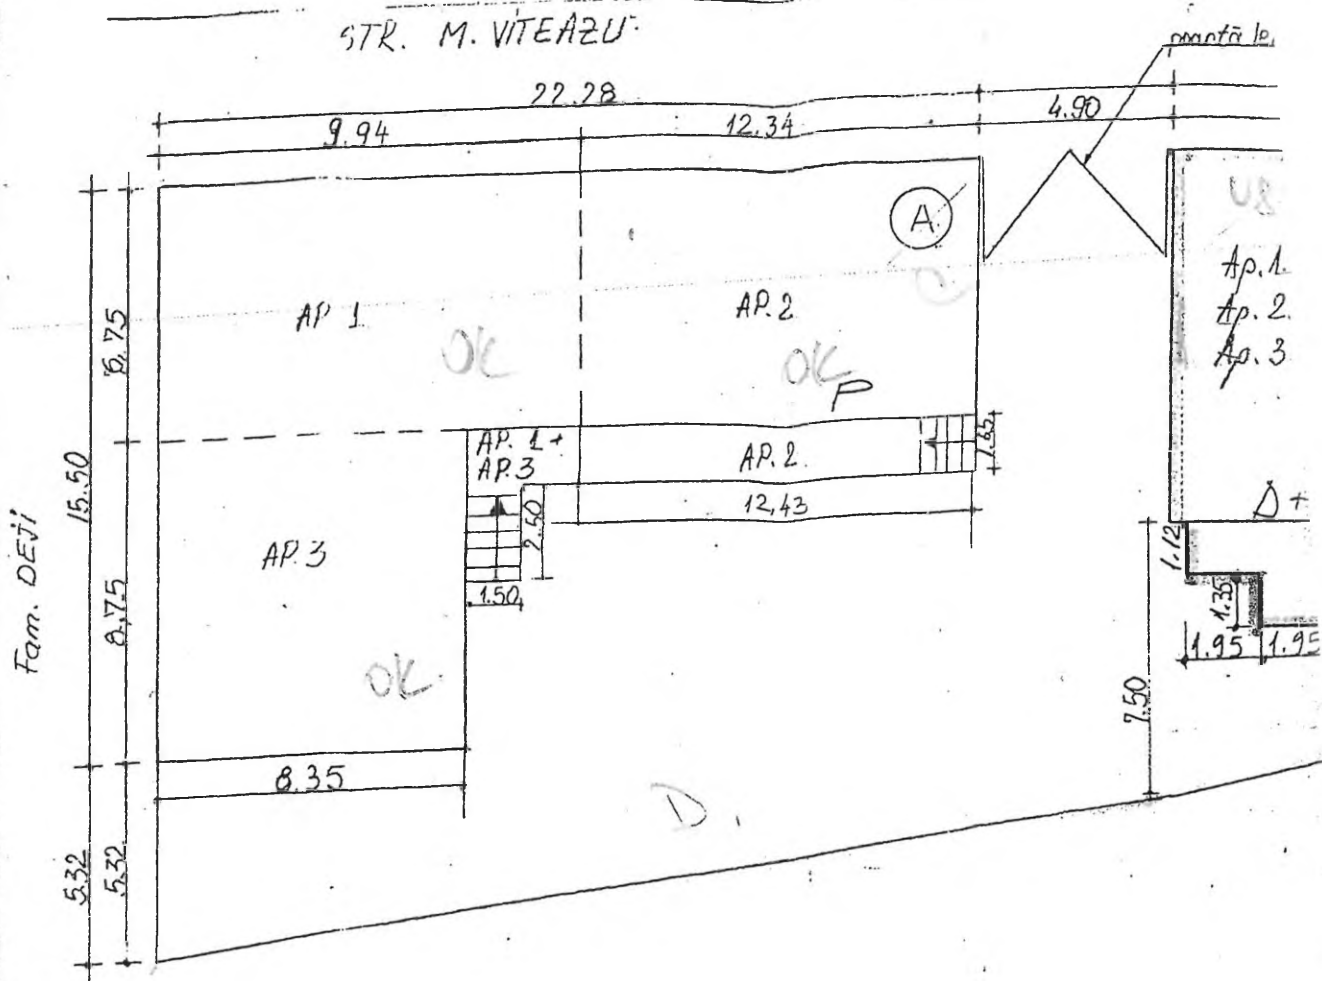 STR. M. VITEAZU.
22.28
9.94
12.34
4.90
A
AP 1
AP. 2
OK
OK
P
6,75
15.50
8,75
Fam. DEJI
AP. 1 +
AP. 3
AP. 2
1.65
12,43
2.50
1.50
AP. 3
OK
8.35
5.32
5.32
D.
Ap. 1.
Ap. 2.
Ap. 3
D +
1.12
1.35
1.95
1.95
7.50